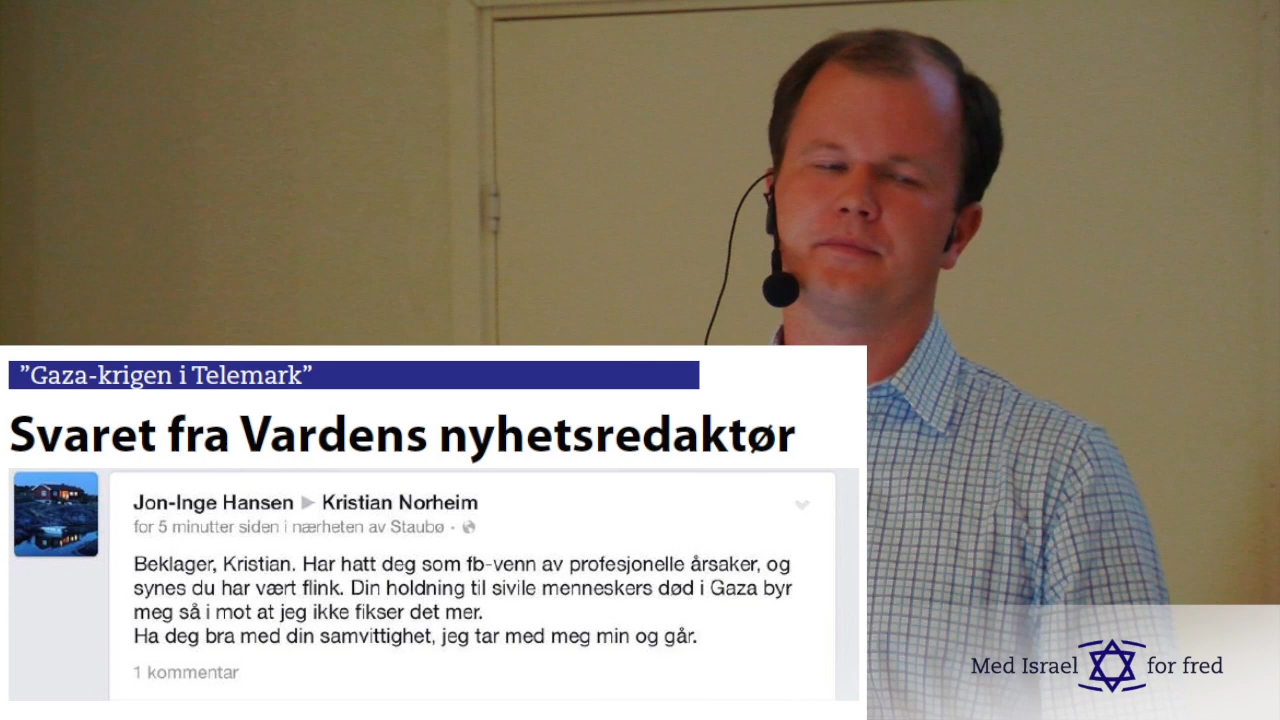 ”Gaza-krigen i Telemark”
Svaret fra Vardens nyhetsredaktør
Jon-Inge Hansen ▶ Kristian Norheim
for 5 minutter siden i nærheten av Staubø ·
Beklager, Kristian. Har hatt deg som fb-venn av profesjonelle årsaker, og
synes du har vært flink. Din holdning til sivile menneskers død i Gaza byr
meg så i mot at jeg ikke fikser det mer.
Ha deg bra med din samvittighet, jeg tar med meg min og går.
1 kommentar
Med Israel for fred